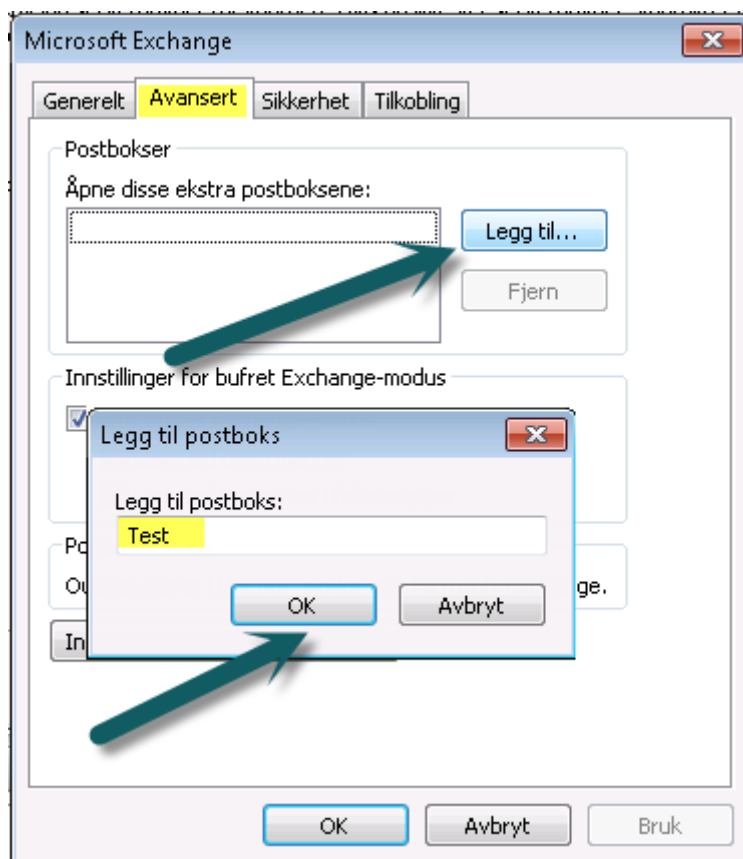 Microsoft Exchange
Generelt Avansert Sikkerhet Tilkobling
Postbokser
Åpne disse ekstra postboksene:
Legg til...
Fjern
Innstillinger for bufret Exchange-modus
Legg til postboks
Legg til postboks:
Test
OK Avbryt
ge.
OK Avbryt Bruk